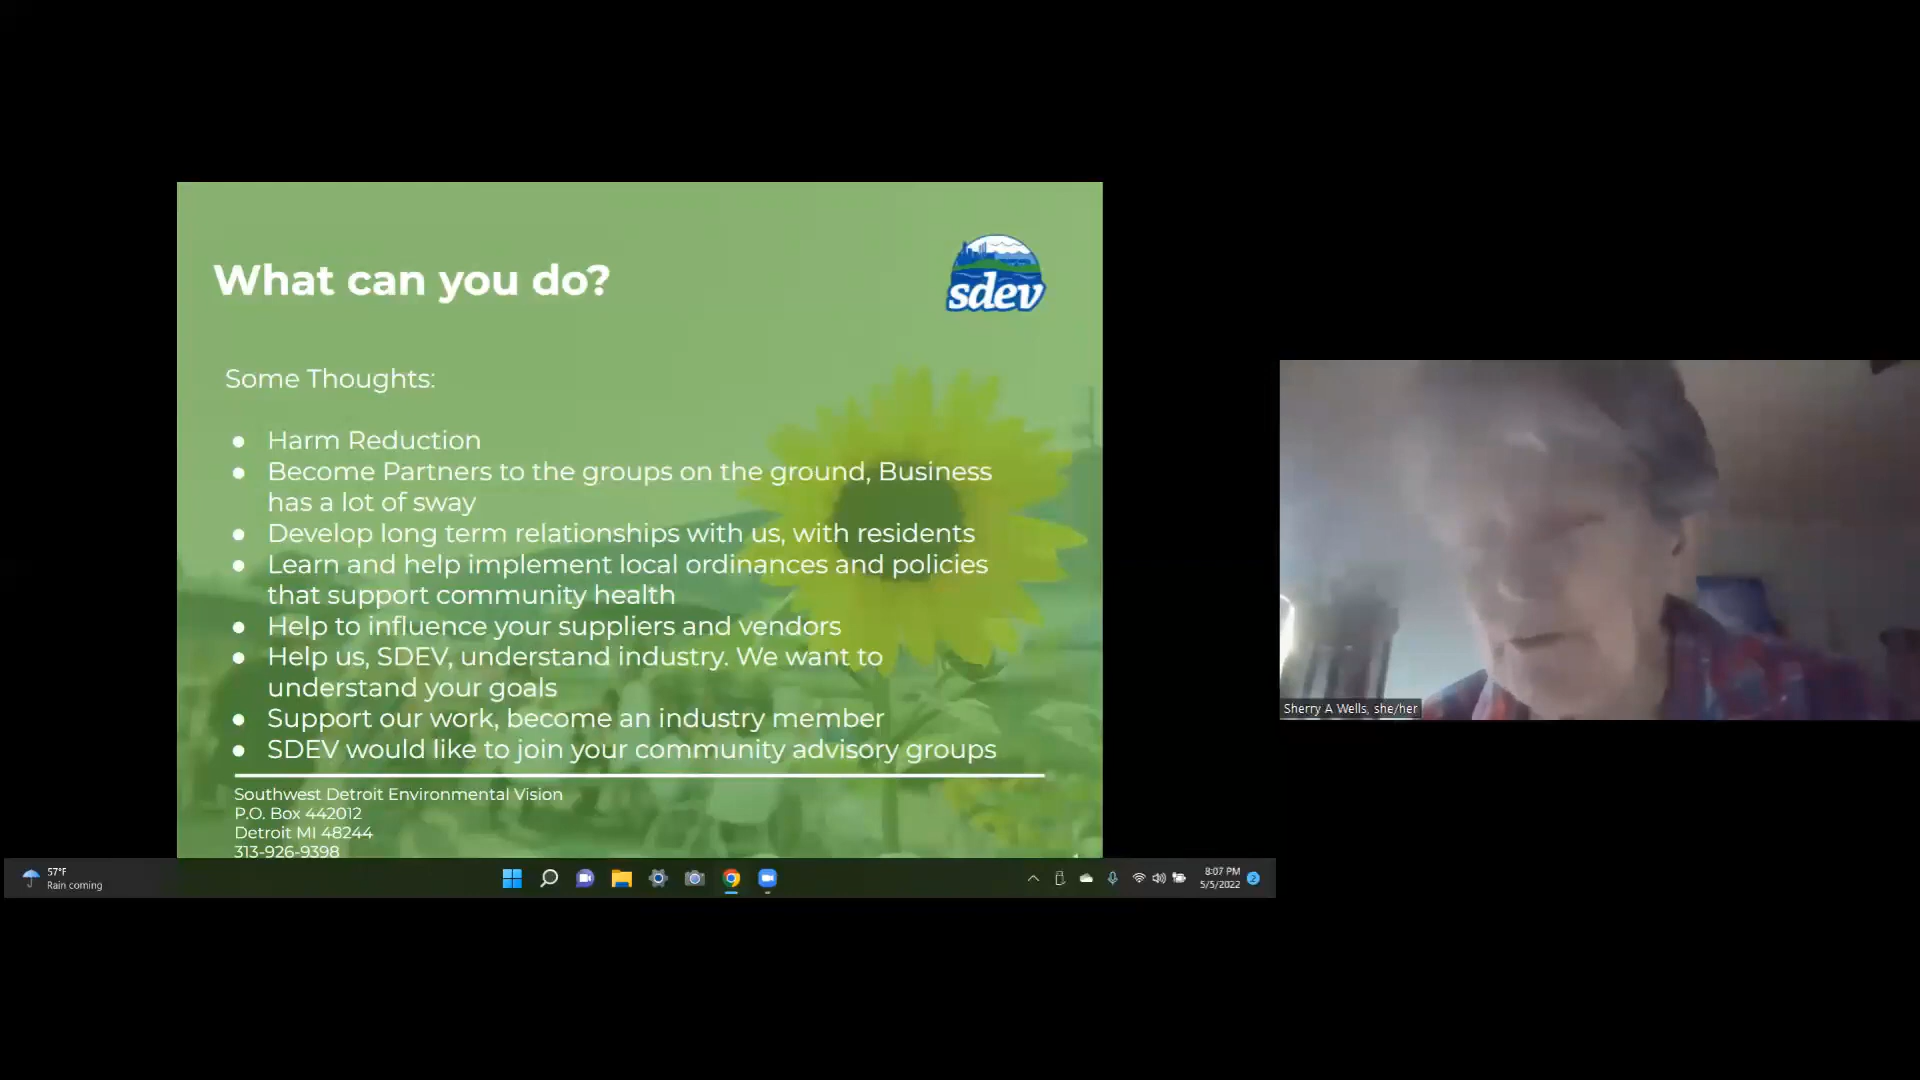 What can you do?
sdev
Some Thoughts:
● Harm Reduction
● Become Partners to the groups on the ground, Business
has a lot of sway
● Develop long term relationships with us, with residents
● Learn and help implement local ordinances and policies
that support community health
● Help to influence your suppliers and vendors
● Help us, SDEV, understand industry. We want to
understand your goals
● Support our work, become an industry member
● SDEV would like to join your community advisory groups
Southwest Detroit Environmental Vision
P.O. Box 442012
Detroit MI 48244
313-926-9398
57°F
Rain coming
8:07 PM
5/5/2022
2
Sherry A Wells, she/her